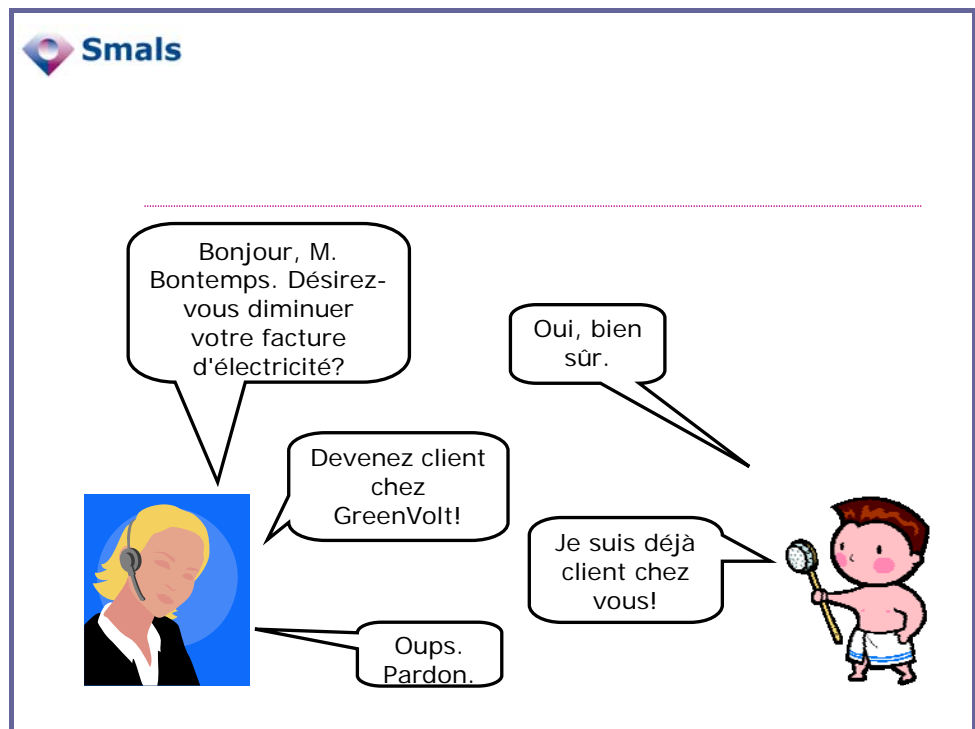 Smals
Bonjour, M.
Bontemps. Désirez-
vous diminuer
votre facture
d'électricité?
Oui, bien
sûr.
Devenez client
chez
GreenVolt!
Je suis déjà
client chez
vous!
Oups.
Pardon.